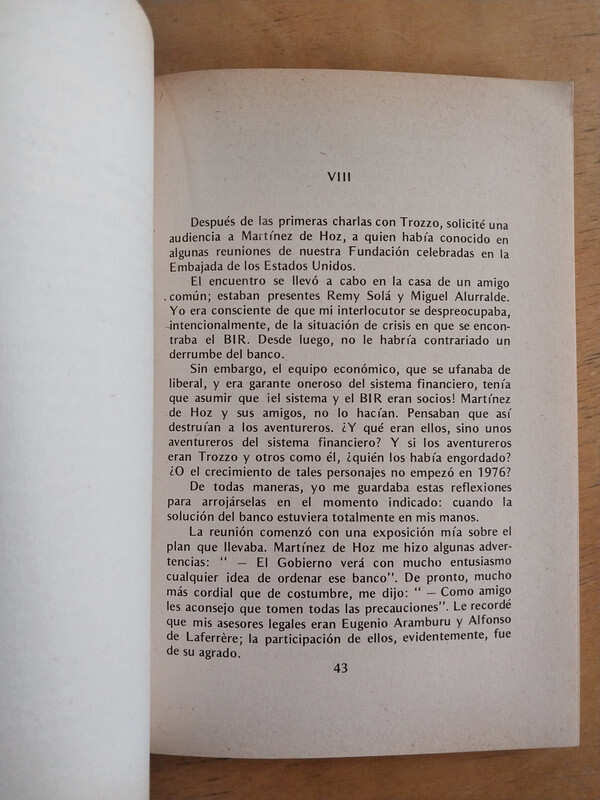 VIII
Después de las primeras charlas con Trozzo, solicité una
audiencia a Martínez de Hoz, a quien había conocido en
algunas reuniones de nuestra Fundación celebradas en la
Embajada de los Estados Unidos.
El encuentro se llevó a cabo en la casa de un amigo
común; estaban presentes Remy Solá y Miguel Alurralde.
Yo era consciente de que mi interlocutor se despreocupaba,
intencionalmente, de la situación de crisis en que se encon-
traba el BIR. Desde luego, no le habría contrariado un
derrumbe del banco.
Sin embargo, el equipo económico, que se ufanaba de
liberal, y era garante oneroso del sistema financiero, tenía
que asumir que ¡el sistema y el BIR eran socios! Martínez
de Hoz y sus amigos, no lo hacían. Pensaban que así
destruían a los aventureros. ¿Y qué eran ellos, sino unos
aventureros del sistema financiero? Y si los aventureros
eran Trozzo y otros como él, ¿quién los había engordado?
¿O el crecimiento de tales personajes no empezó en 1976?
De todas maneras, yo me guardaba estas reflexiones
para arrojárselas en el momento indicado: cuando la
solución del banco estuviera totalmente en mis manos.
La reunión comenzó con una exposición mía sobre el
plan que llevaba. Martínez de Hoz me hizo algunas adver-
tencias: “ — El Gobierno verá con mucho entusiasmo
cualquier idea de ordenar ese banco”. De pronto, mucho
más cordial que de costumbre, me dijo: “ — Como amigo
les aconsejo que tomen todas las precauciones”. Le recordé
que mis asesores legales eran Eugenio Aramburu y Alfonso
de Laferrère; la participación de ellos, evidentemente, fue
de su agrado.
43